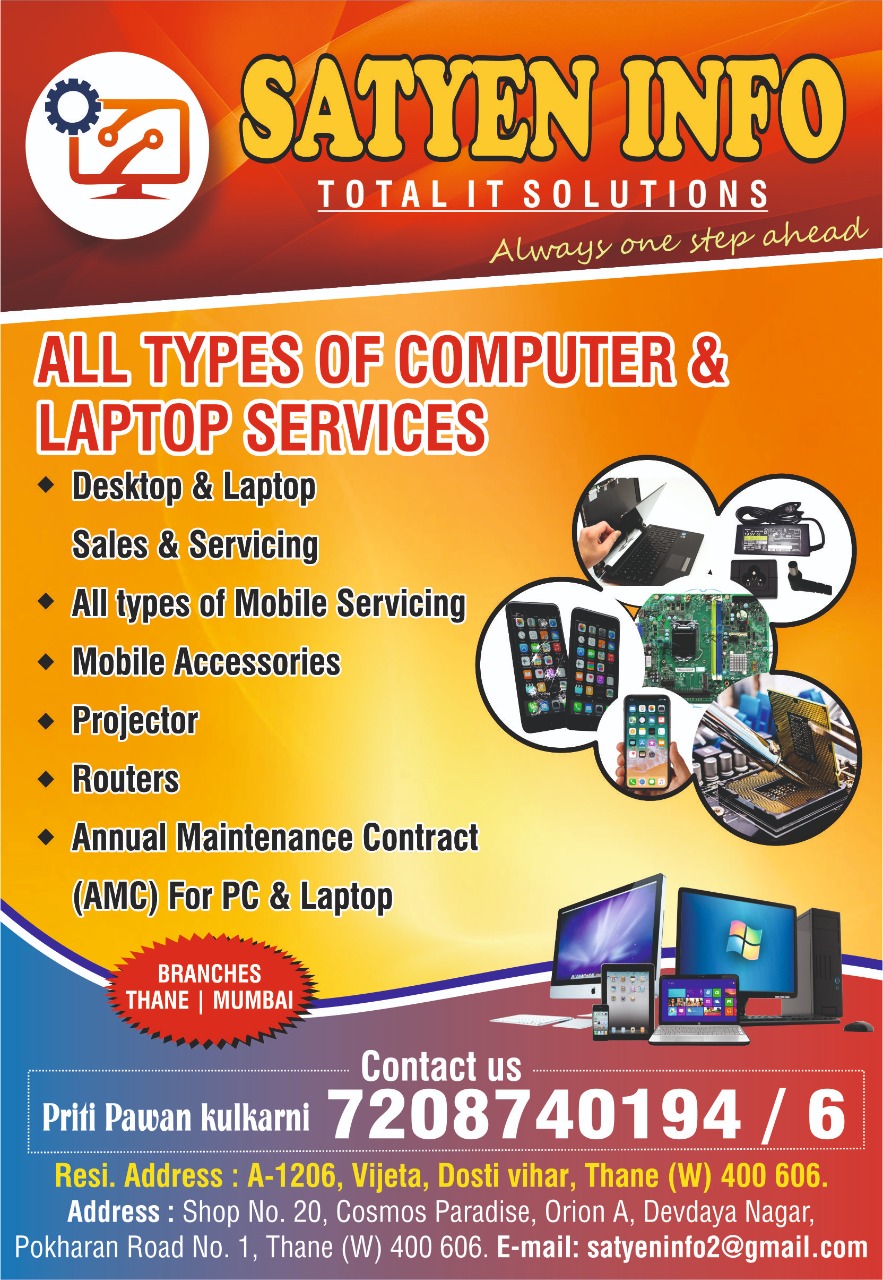 SATYEN INFO
TOTAL IT SOLUTIONS
Always one step ahead
ALL TYPES OF COMPUTER &
LAPTOP SERVICES
◆ Desktop & Laptop
Sales & Servicing
◆ All types of Mobile Servicing
◆ Mobile Accessories
◆ Projector
◆ Routers
◆ Annual Maintenance Contract
(AMC) For PC & Laptop
BRANCHES
THANE | MUMBAI
Contact us
Priti Pawan kulkarni 7208740194 / 6
Resi. Address : A-1206, Vijeta, Dosti vihar, Thane (W) 400 606.
Address : Shop No. 20, Cosmos Paradise, Orion A, Devdaya Nagar,
Pokharan Road No. 1, Thane (W) 400 606. E-mail: satyeninfo2@gmail.com